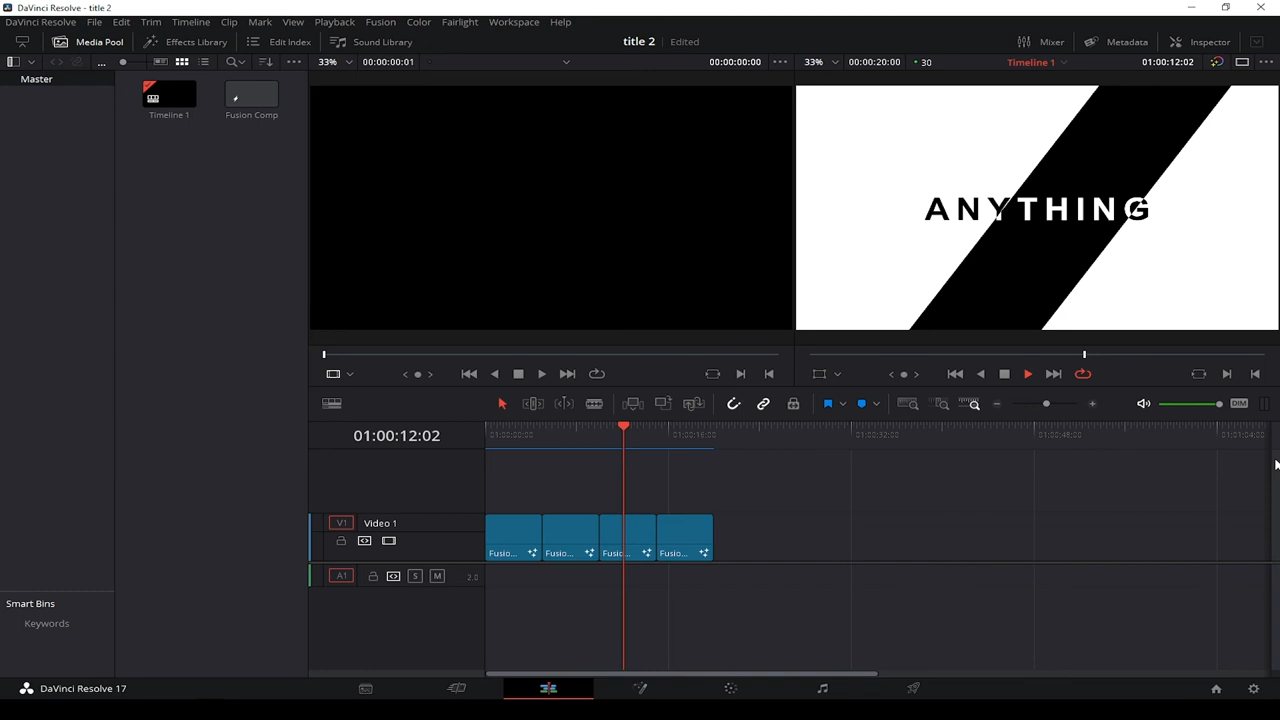 DaVinci Resolve - title 2
DaVinci Resolve File Edit Trim Timeline Clip Mark View Playback Fusion Color Fairlight Workspace Help
Media Pool Effects Library Edit Index Sound Library title 2 Edited Mixer Metadata Inspector
... 33% 00:00:00:01 00:00:00:00 ... 33% 00:00:20:00 30 Timeline 1 01:00:12:02 ...
Master
Timeline 1 Fusion Comp
ANYTHING
DIM
01:00:12:02
01:00:00:00 01:00:16:00 01:00:32:00 01:00:48:00 01:01:04:00
V1 Video 1
Fusio... Fusio... Fusio... Fusio...
A1 S M 2.0
Smart Bins
Keywords
DaVinci Resolve 17